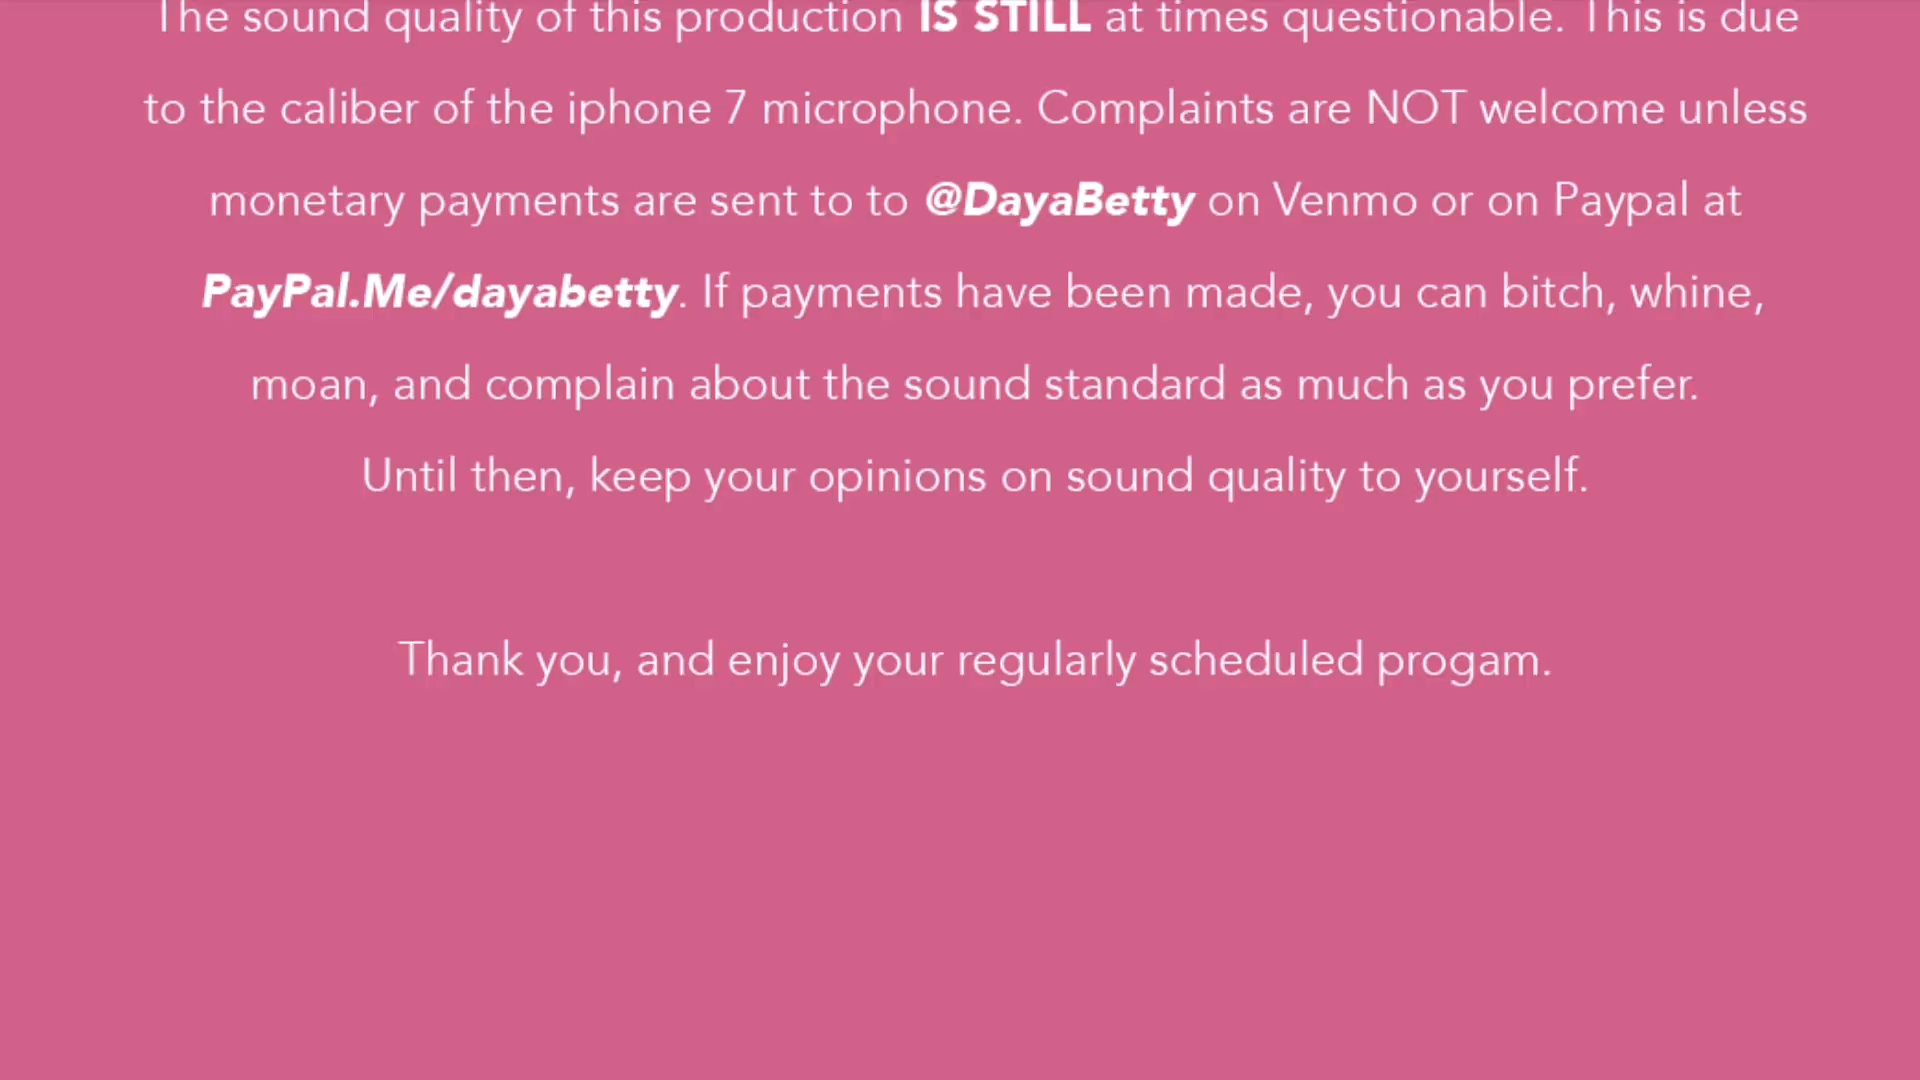 The sound quality of this production IS STILL at times questionable. This is due
to the caliber of the iphone 7 microphone. Complaints are NOT welcome unless
monetary payments are sent to to @DayaBetty on Venmo or on Paypal at
PayPal.Me/dayabetty. If payments have been made, you can bitch, whine,
moan, and complain about the sound standard as much as you prefer.
Until then, keep your opinions on sound quality to yourself.
Thank you, and enjoy your regularly scheduled progam.